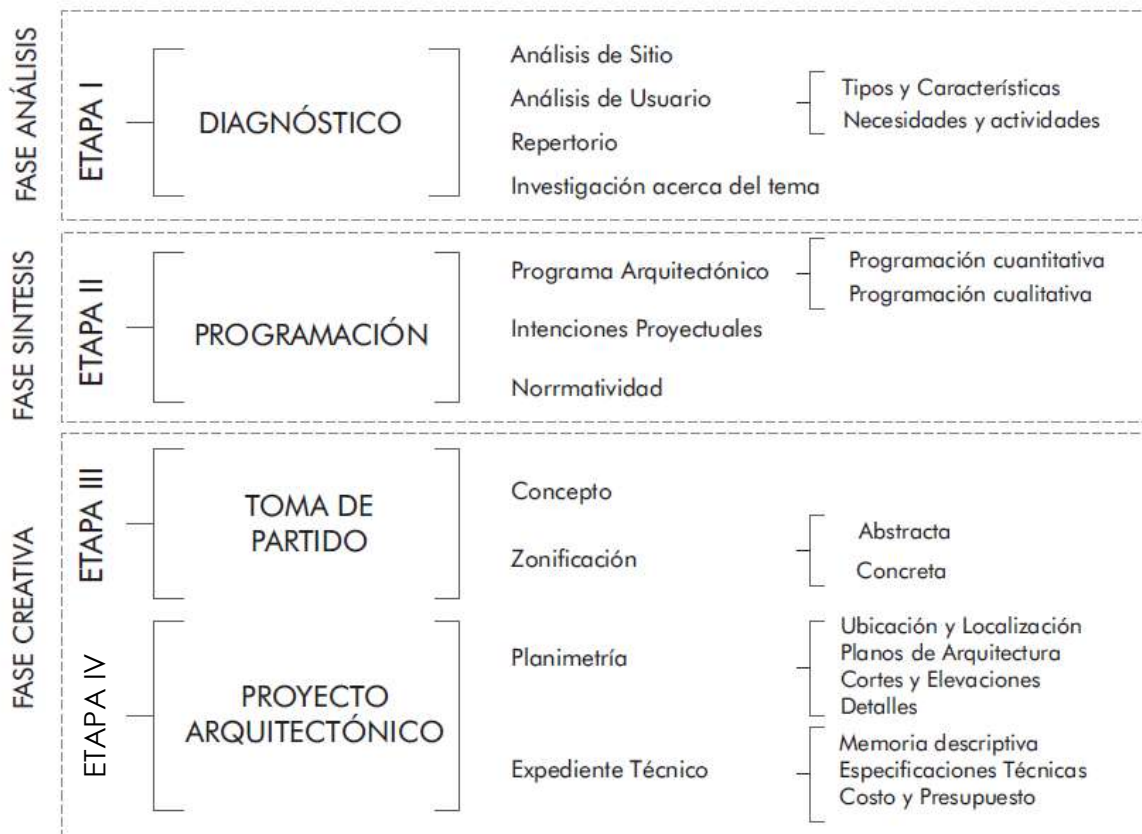 FASE ANÁLISIS
ETAPA I
DIAGNÓSTICO
Análisis de Sitio
Análisis de Usuario
Tipos y Características
Necesidades y actividades
Repertorio
Investigación acerca del tema
FASE SINTESIS
ETAPA II
PROGRAMACIÓN
Programa Arquitectónico
Programación cuantitativa
Programación cualitativa
Intenciones Proyectuales
Norrmatividad
FASE CREATIVA
ETAPA III
TOMA DE
PARTIDO
Concepto
Zonificación
Abstracta
Concreta
ETAPA IV
PROYECTO
ARQUITECTÓNICO
Planimetría
Ubicación y Localización
Planos de Arquitectura
Cortes y Elevaciones
Detalles
Expediente Técnico
Memoria descriptiva
Especificaciones Técnicas
Costo y Presupuesto